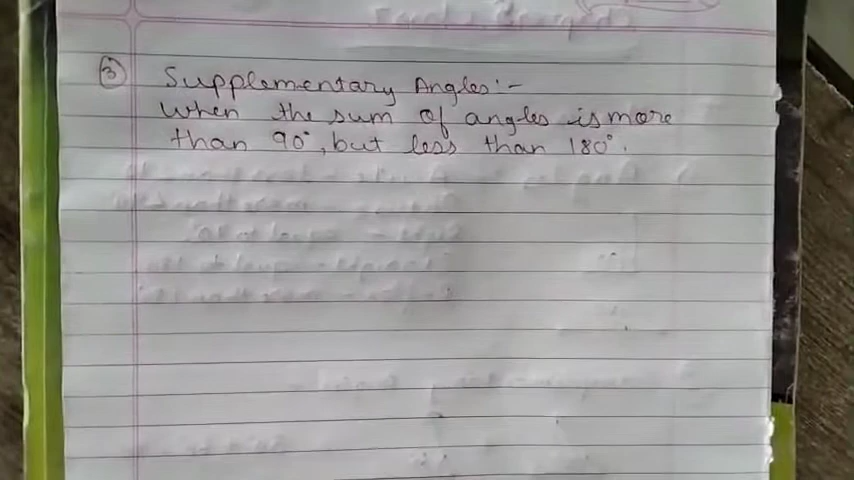 ③ Supplementary Angles:-
When the sum of angles is more
than 90°, but less than 180°.